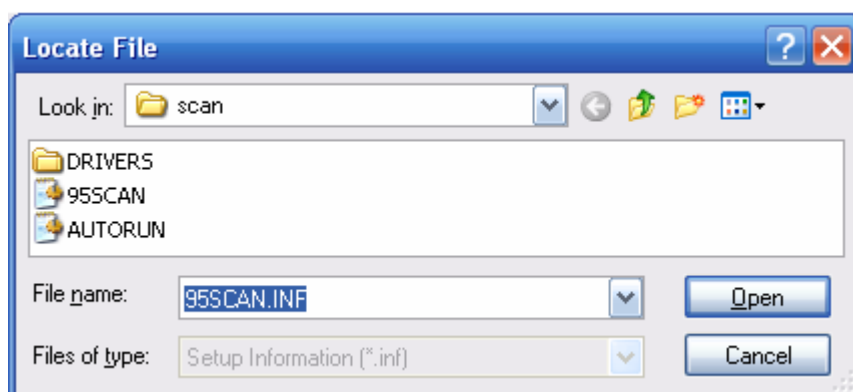 Locate File
Look in: scan
DRIVERS
95SCAN
AUTORUN
File name: 95SCAN.INF Open
Files of type: Setup Information (*.inf) Cancel